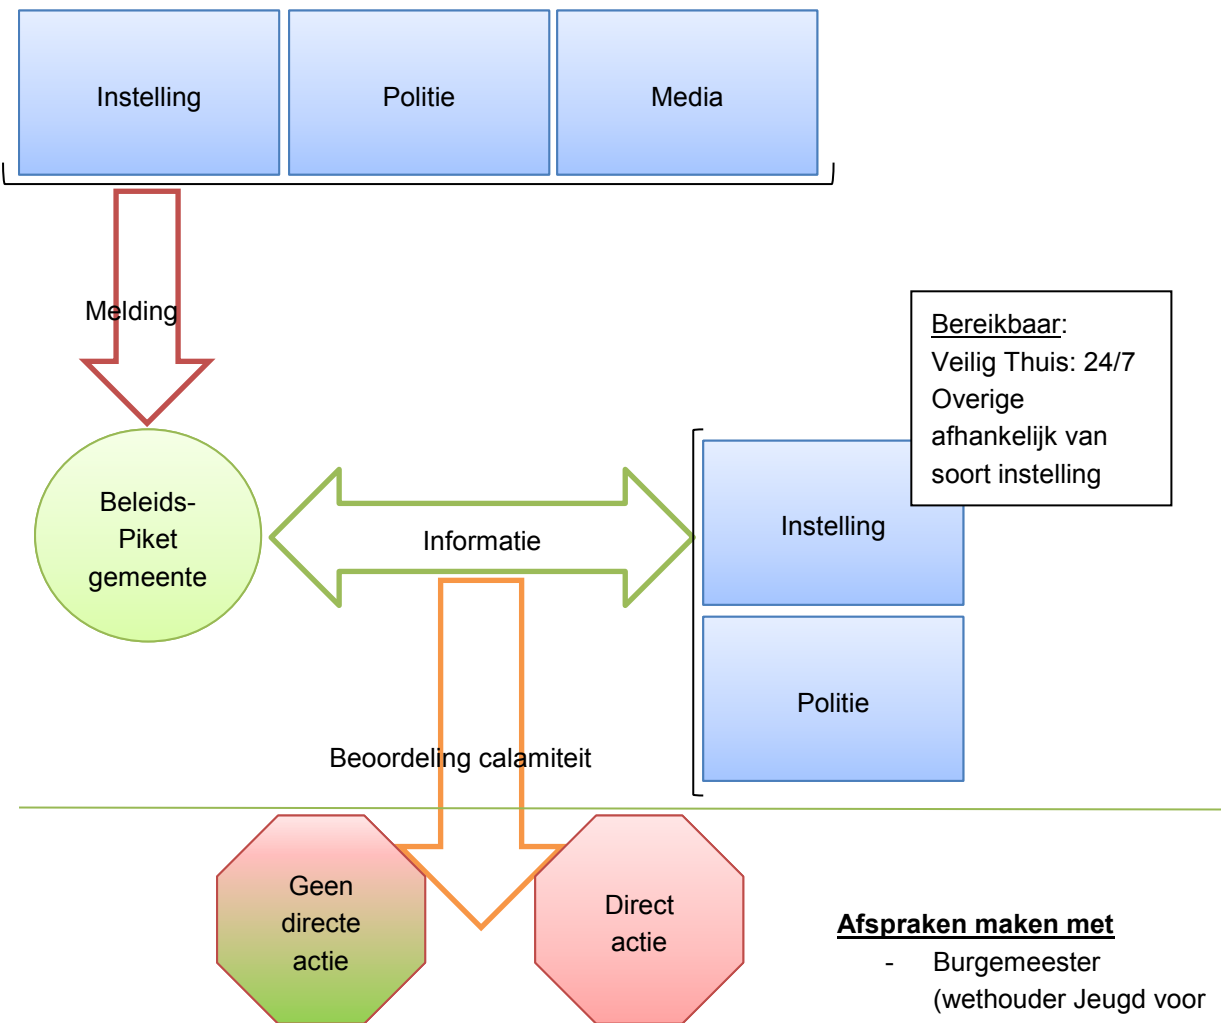 Instelling
Politie
Media
Melding
Bereikbaar:
Veilig Thuis: 24/7
Overige
afhankelijk van
soort instelling
Beleids-
Piket
gemeente
Informatie
Instelling
Politie
Beoordeling calamiteit
Geen
directe
actie
Direct
actie
Afspraken maken met
- Burgemeester
(wethouder Jeugd voor